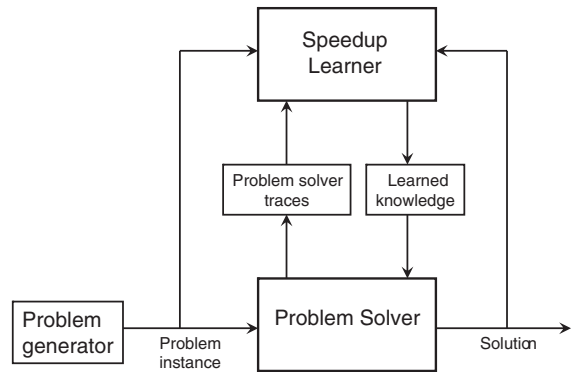 Speedup
Learner
Problem solver
traces
Learned
knowledge
Problem
generator
Problem
instance
Problem Solver
Solution